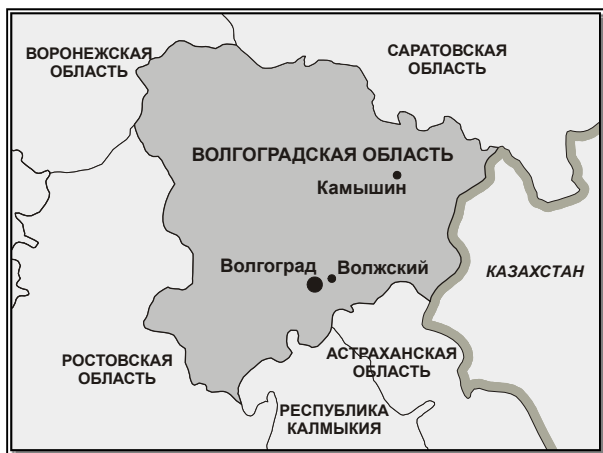 ВОРОНЕЖСКАЯ
ОБЛАСТЬ
САРАТОВСКАЯ
ОБЛАСТЬ
ВОЛГОГРАДСКАЯ ОБЛАСТЬ
Камышин
Волгоград
Волжский
КАЗАХСТАН
РОСТОВСКАЯ
ОБЛАСТЬ
АСТРАХАНСКАЯ
ОБЛАСТЬ
РЕСПУБЛИКА
КАЛМЫКИЯ